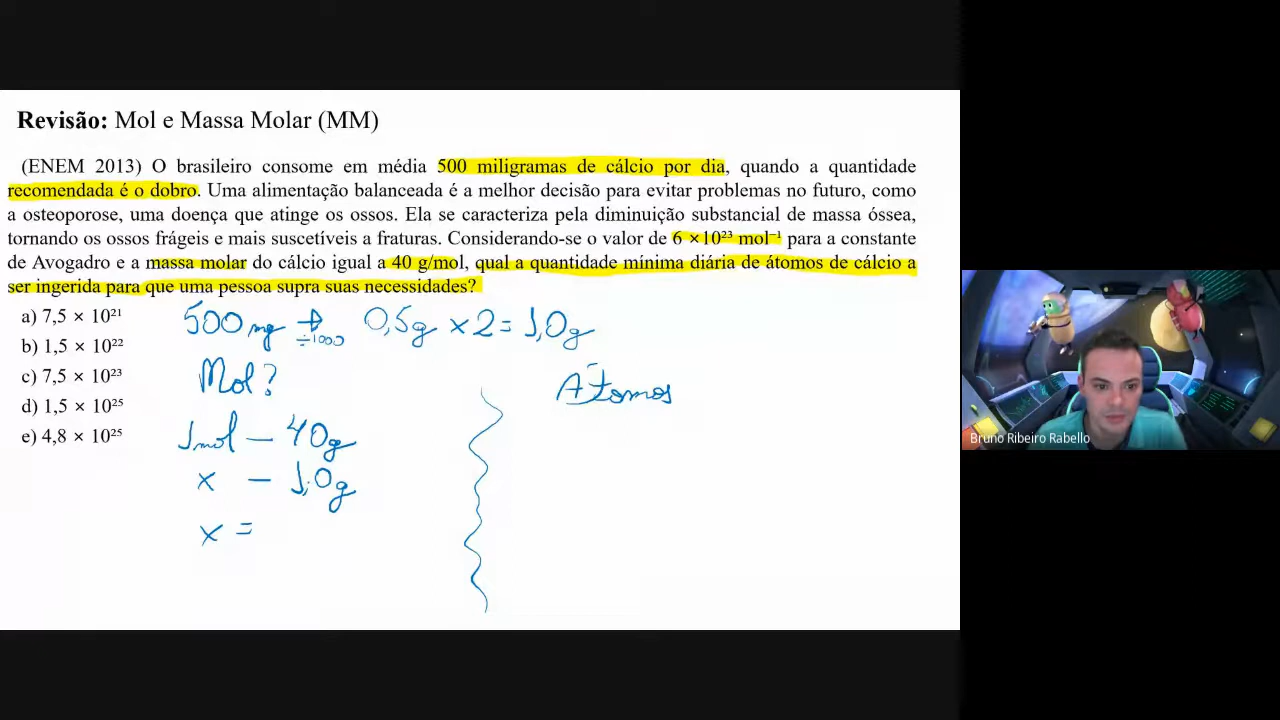 Revisão: Mol e Massa Molar (MM)
(ENEM 2013) O brasileiro consome em média 500 miligramas de cálcio por dia, quando a quantidade
recomendada é o dobro. Uma alimentação balanceada é a melhor decisão para evitar problemas no futuro, como
a osteoporose, uma doença que atinge os ossos. Ela se caracteriza pela diminuição substancial de massa óssea,
tornando os ossos frágeis e mais suscetíveis a fraturas. Considerando-se o valor de 6 ×10²³ mol⁻¹ para a constante
de Avogadro e a massa molar do cálcio igual a 40 g/mol, qual a quantidade mínima diária de átomos de cálcio a
ser ingerida para que uma pessoa supra suas necessidades?
a) 7,5 × 10²¹
b) 1,5 × 10²²
c) 7,5 × 10²³
d) 1,5 × 10²⁵
e) 4,8 × 10²⁵
500 mg → ÷1000 0,5g × 2 = 1,0g
Mol?
Átomos
1mol — 40g
x — 1,0g
x =
Bruno Ribeiro Rabello